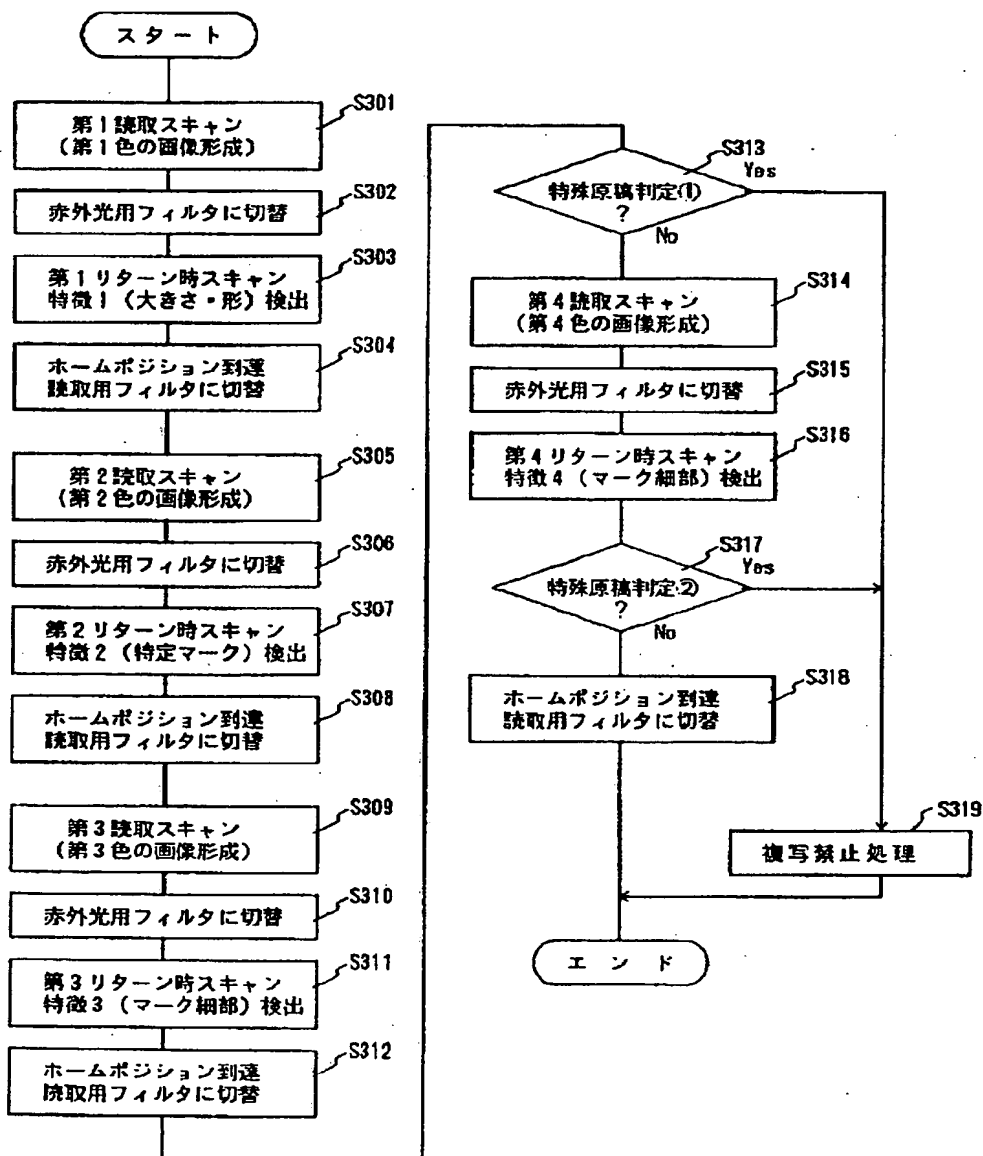 スタート
S301
第1読取スキャン
(第1色の画像形成)
S302
赤外光用フィルタに切替
S303
第1リターン時スキャン
特徴1(大きさ・形)検出
S304
ホームポジション到達
読取用フィルタに切替
S305
第2読取スキャン
(第2色の画像形成)
S306
赤外光用フィルタに切替
S307
第2リターン時スキャン
特徴2(特定マーク)検出
S308
ホームポジション到達
読取用フィルタに切替
S309
第3読取スキャン
(第3色の画像形成)
S310
赤外光用フィルタに切替
S311
第3リターン時スキャン
特徴3(マーク細部)検出
S312
ホームポジション到達
読取用フィルタに切替
S313
Yes
特殊原稿判定①
?
No
S314
第4読取スキャン
(第4色の画像形成)
S315
赤外光用フィルタに切替
S316
第4リターン時スキャン
特徴4(マーク細部)検出
S317
Yes
特殊原稿判定②
?
No
S318
ホームポジション到達
読取用フィルタに切替
S319
複写禁止処理
エンド